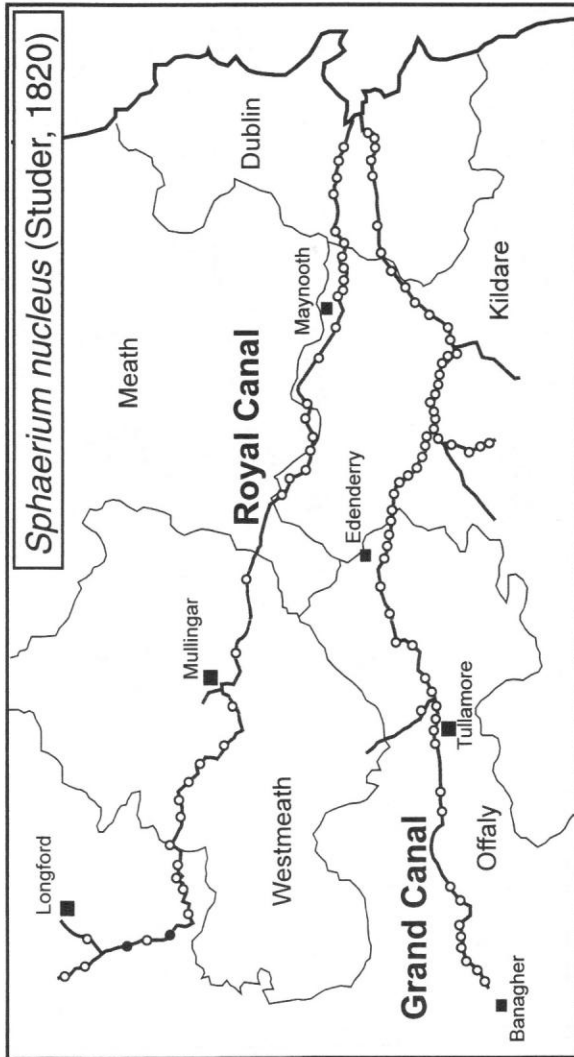 Sphaerium nucleus (Studer, 1820)
Longford
Mullingar
Meath
Dublin
Royal Canal
Maynooth
Westmeath
Edenderry
Grand Canal
Tullamore
Offaly
Kildare
Banagher